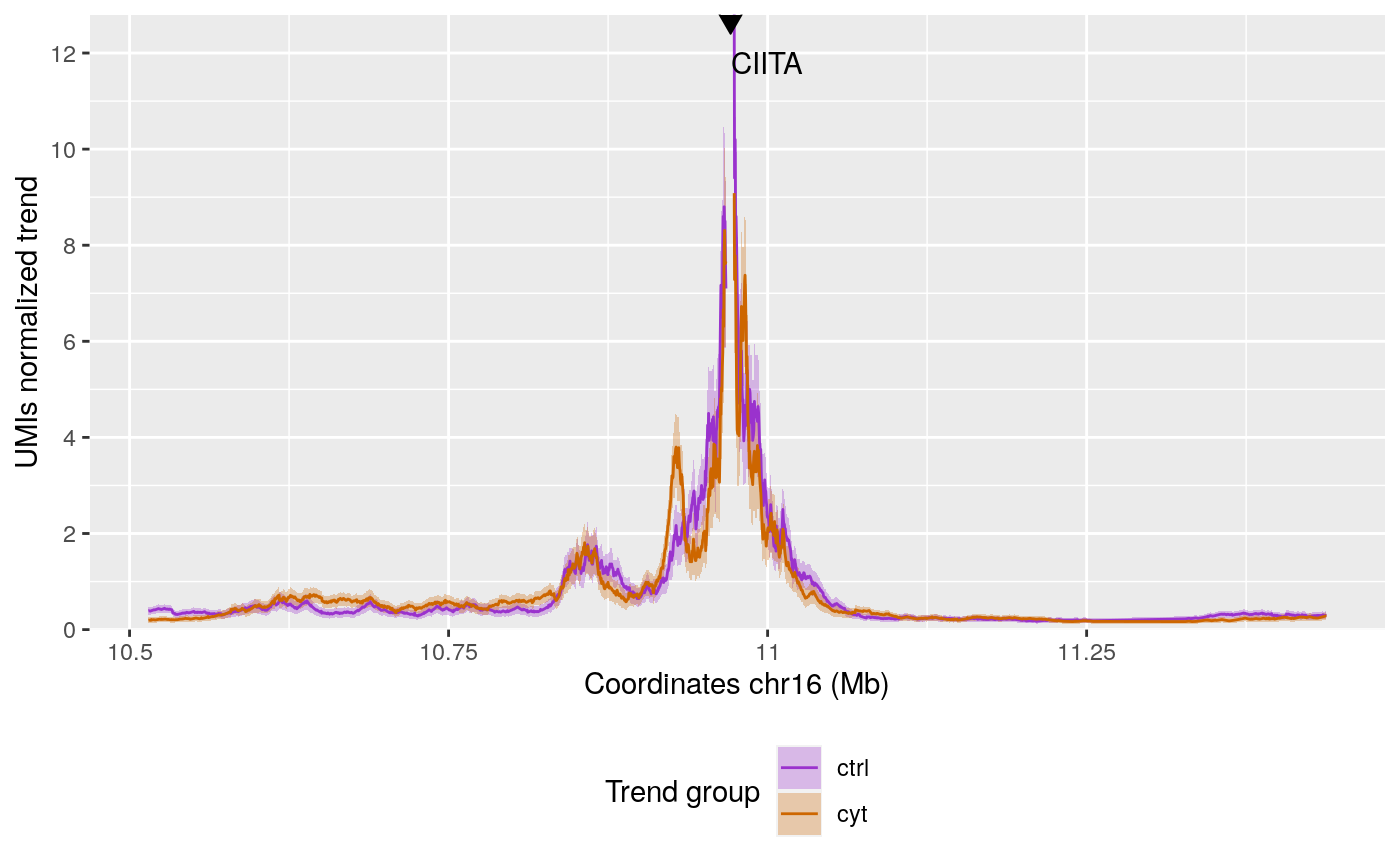 12
CIITA
10
8
6
4
2
0
UMIs normalized trend
10.5 10.75 11 11.25
Coordinates chr16 (Mb)
Trend group
ctrl
cyt